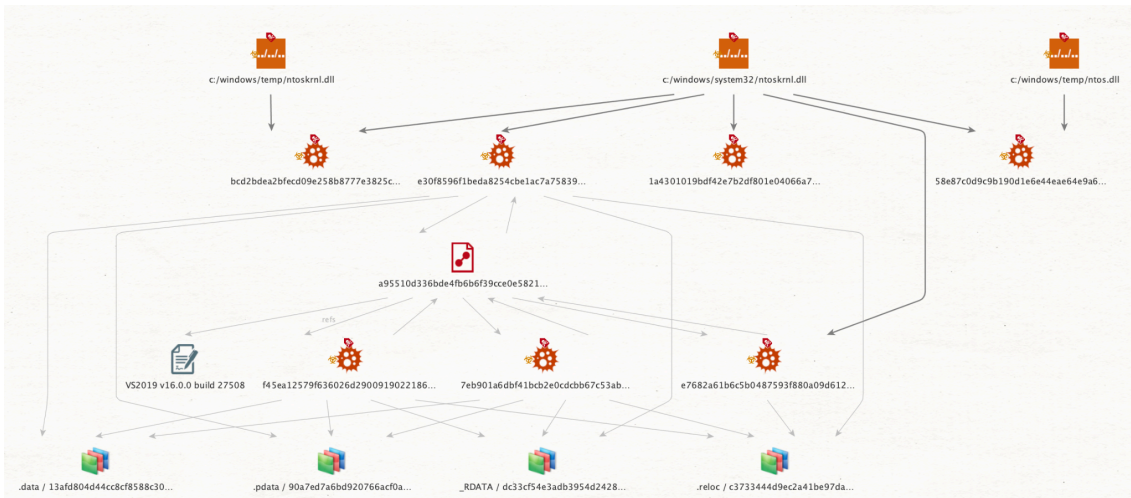 c:/windows/temp/ntoskrnl.dll
c:/windows/system32/ntoskrnl.dll
c:/windows/temp/ntos.dll
bcd2bdea2bfecd09e258b8777e3825c...
e30f8596f1beda8254cbe1ac7a75839...
1a4301019bdf42e7b2df801e04066a7...
58e87c0d9c9b190d1e6e44eae64e9a6...
a95510d336bde4fb6b6f39cce0e5821...
refs
VS2019 v16.0.0 build 27508
f45ea12579f636026d2900919022186...
7eb901a6dbf41bcb2e0cdcbb67c53ab...
e7682a61b6c5b0487593f880a09d612...
.data / 13afd804d44cc8cf8588c30...
.pdata / 90a7ed7a6bd920766acf0a...
_RDATA / dc33cf54e3adb3954d2428...
.reloc / c3733444d9ec2a41be97da...